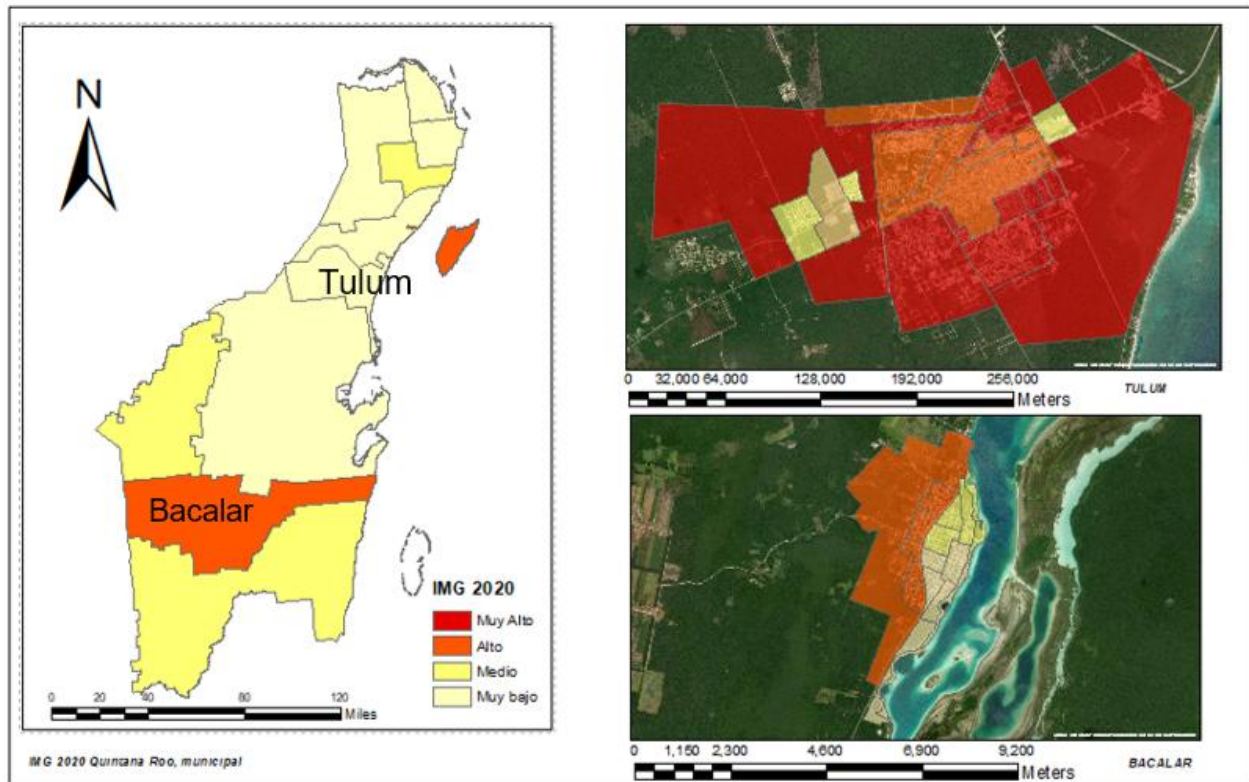 N
Tulum
Bacalar
IMG 2020
Muy Alto
Alto
Medio
Muy bajo
0 20 40 80 120
Miles
IMG 2020 Quintana Roo, municipal
0 32,000 64,000 128,000 192,000 256,000
Meters
TULUM
0 1,150 2,300 4,600 6,900 9,200
Meters
BACALAR